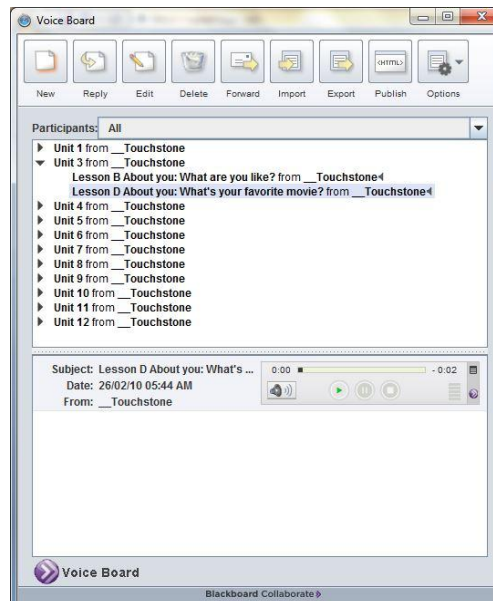 Voice Board
New Reply Edit Delete Forward Import Export Publish Options
<HTML>
Participants: All
Unit 1 from __Touchstone
Unit 3 from __Touchstone
Lesson B About you: What are you like? from __Touchstone
Lesson D About you: What's your favorite movie? from __Touchstone
Unit 4 from __Touchstone
Unit 5 from __Touchstone
Unit 6 from __Touchstone
Unit 7 from __Touchstone
Unit 8 from __Touchstone
Unit 9 from __Touchstone
Unit 10 from __Touchstone
Unit 11 from __Touchstone
Unit 12 from __Touchstone
Subject: Lesson D About you: What's ...
0:00 - 0:02
Date: 26/02/10 05:44 AM
From: __Touchstone
Voice Board
Blackboard Collaborate